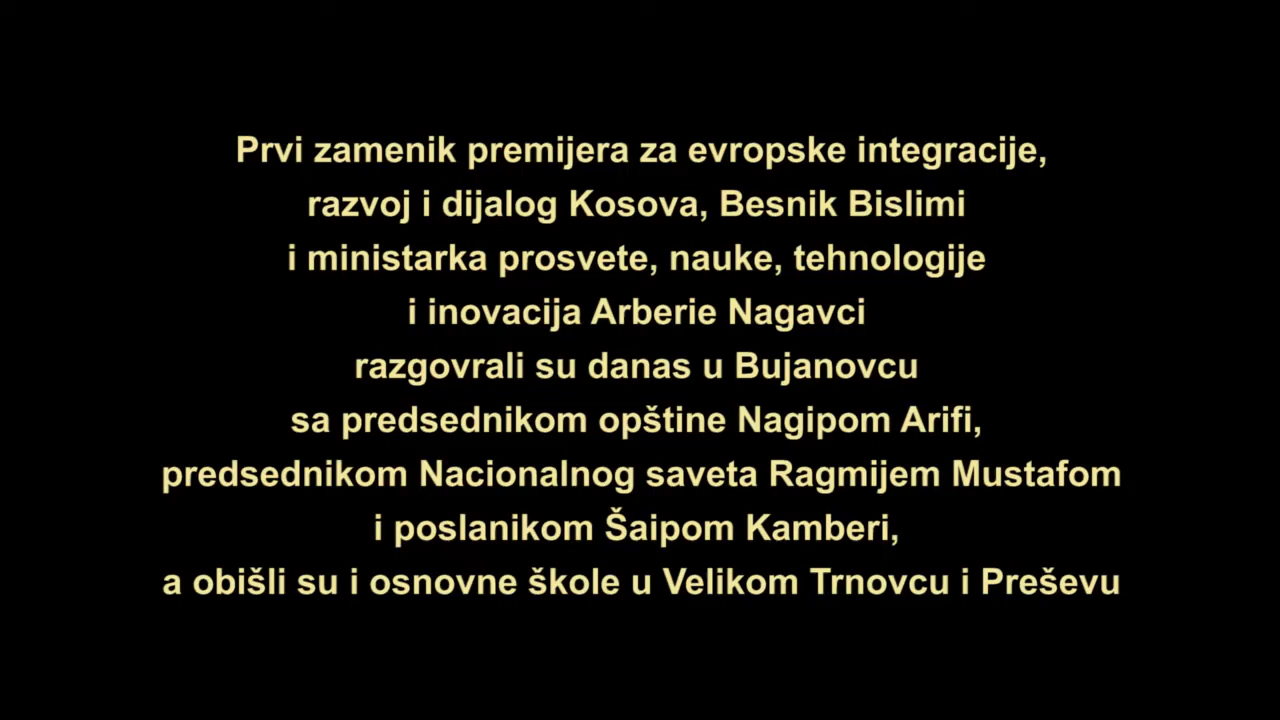 Prvi zamenik premijera za evropske integracije,
razvoj i dijalog Kosova, Besnik Bislimi
i ministarka prosvete, nauke, tehnologije
i inovacija Arberie Nagavci
razgovrali su danas u Bujanovcu
sa predsednikom opštine Nagipom Arifi,
predsednikom Nacionalnog saveta Ragmijem Mustafom
i poslanikom Šaipom Kamberi,
a obišli su i osnovne škole u Velikom Trnovcu i Preševu